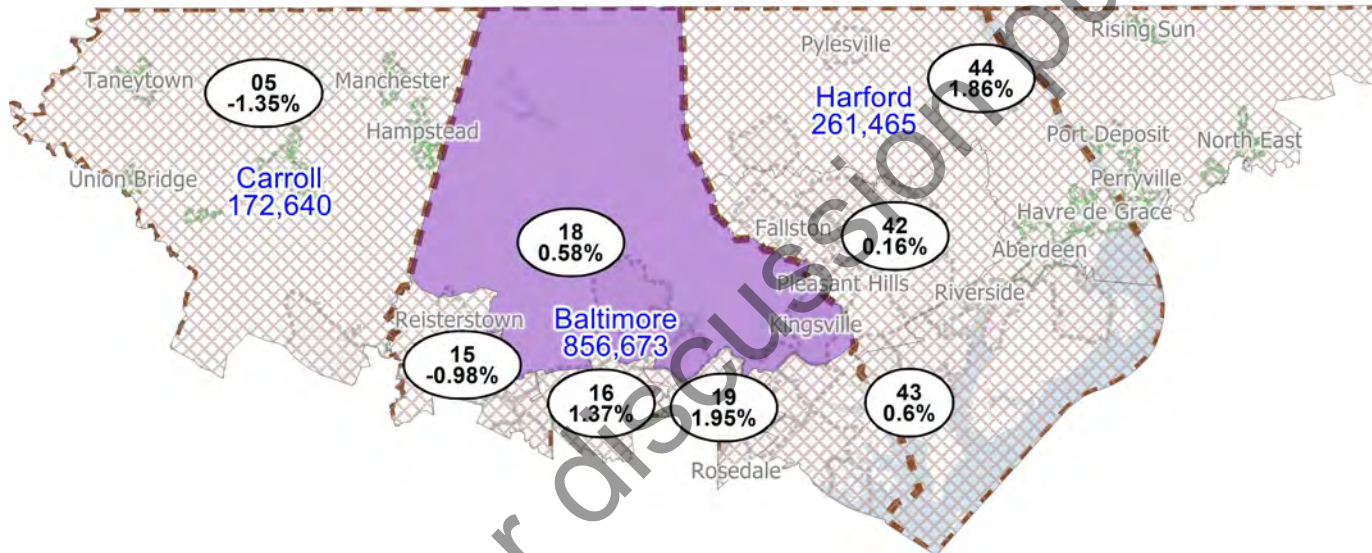 Pylesville
Rising Sun
Taneytown
05
-1.35%
Manchester
44
1.86%
Harford
261,465
Hampstead
Port Deposit
North East
Union Bridge
Carroll
172,640
Perryville
Havre de Grace
18
0.58%
Fallston
42
0.16%
Aberdeen
Pleasant Hills
Riverside
Reisterstown
Baltimore
856,673
Kingsville
15
-0.98%
16
1.37%
19
1.95%
43
0.6%
Rosedale
r discussion pu